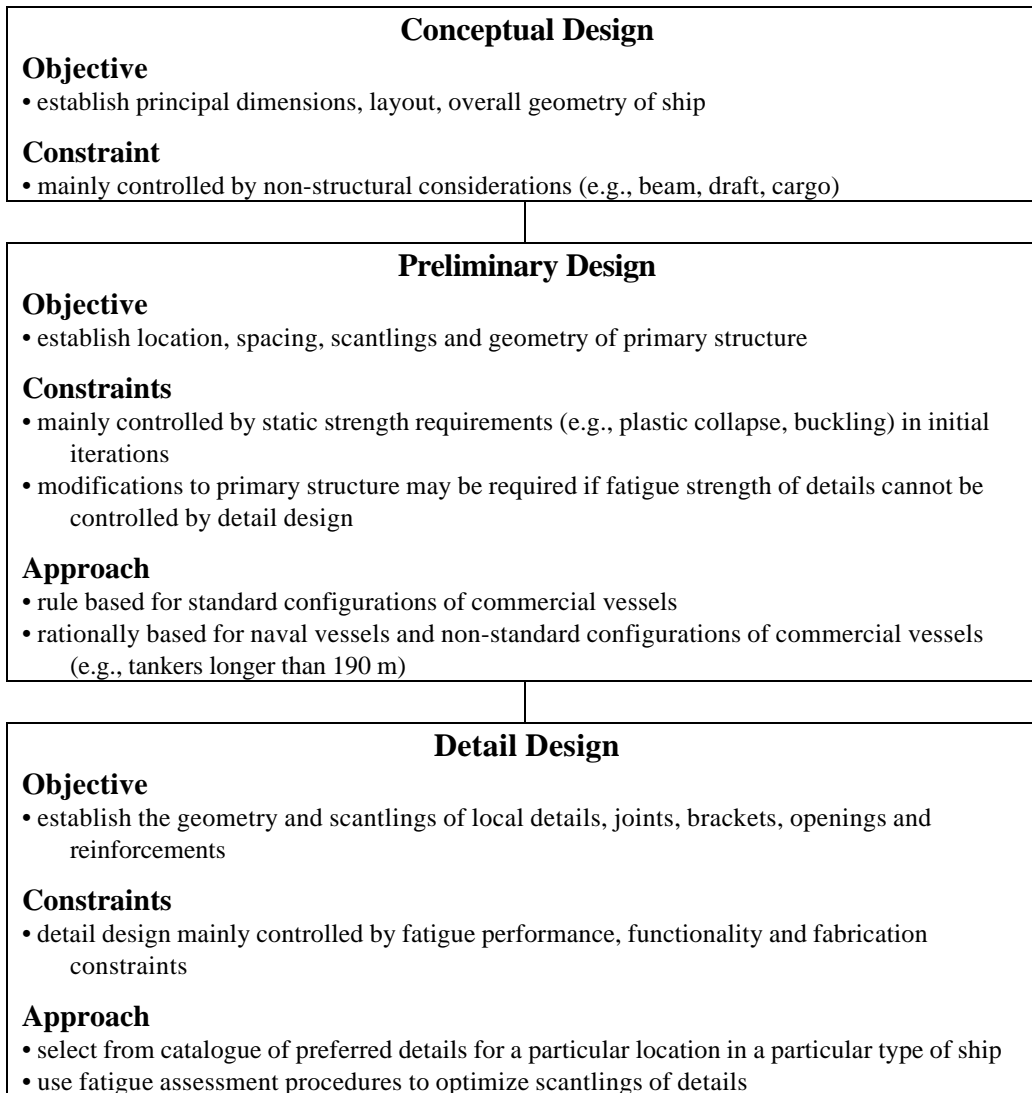 Conceptual Design
Objective
• establish principal dimensions, layout, overall geometry of ship
Constraint
• mainly controlled by non-structural considerations (e.g., beam, draft, cargo)
Preliminary Design
Objective
• establish location, spacing, scantlings and geometry of primary structure
Constraints
• mainly controlled by static strength requirements (e.g., plastic collapse, buckling) in initial
iterations
• modifications to primary structure may be required if fatigue strength of details cannot be
controlled by detail design
Approach
• rule based for standard configurations of commercial vessels
• rationally based for naval vessels and non-standard configurations of commercial vessels
(e.g., tankers longer than 190 m)
Detail Design
Objective
• establish the geometry and scantlings of local details, joints, brackets, openings and
reinforcements
Constraints
• detail design mainly controlled by fatigue performance, functionality and fabrication
constraints
Approach
• select from catalogue of preferred details for a particular location in a particular type of ship
• use fatigue assessment procedures to optimize scantlings of details